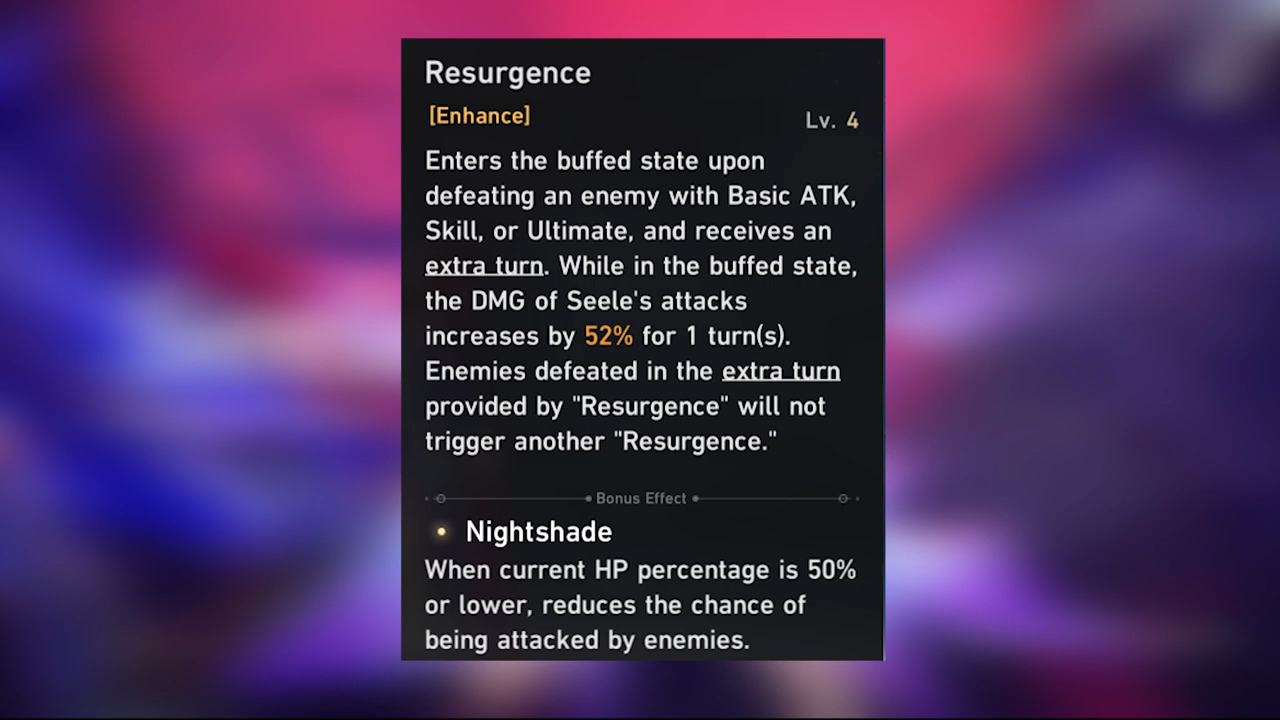 Resurgence
[Enhance]
Lv. 4
Enters the buffed state upon
defeating an enemy with Basic ATK,
Skill, or Ultimate, and receives an
extra turn. While in the buffed state,
the DMG of Seele's attacks
increases by 52% for 1 turn(s).
Enemies defeated in the extra turn
provided by "Resurgence" will not
trigger another "Resurgence."
Bonus Effect
Nightshade
When current HP percentage is 50%
or lower, reduces the chance of
being attacked by enemies.